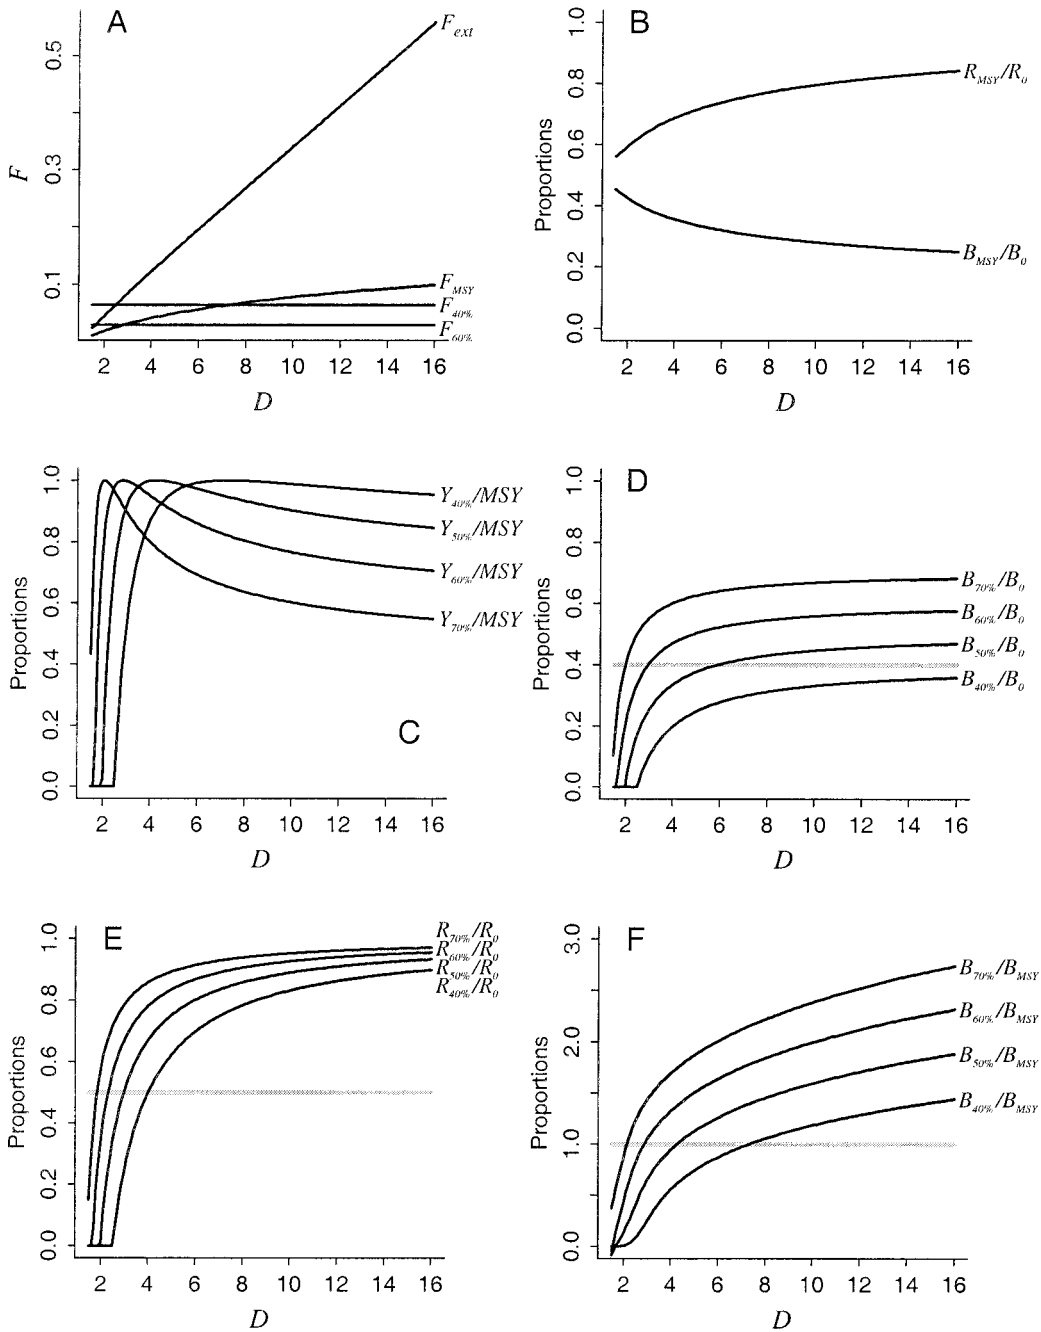 A
F
0.1
0.3
0.5
F_ext
F_MSY
F_40%
F_60%
2 4 6 8 10 12 14 16
D
B
Proportions
0.0
0.2
0.4
0.6
0.8
1.0
R_MSY/R_0
B_MSY/B_0
2 4 6 8 10 12 14 16
D
C
Proportions
0.0
0.2
0.4
0.6
0.8
1.0
Y_40%/MSY
Y_50%/MSY
Y_60%/MSY
Y_70%/MSY
2 4 6 8 10 12 14 16
D
D
Proportions
0.0
0.2
0.4
0.6
0.8
1.0
B_70%/B_0
B_60%/B_0
B_50%/B_0
B_40%/B_0
2 4 6 8 10 12 14 16
D
E
Proportions
0.0
0.2
0.4
0.6
0.8
1.0
R_70%/R_0
R_60%/R_0
R_50%/R_0
R_40%/R_0
2 4 6 8 10 12 14 16
D
F
Proportions
0.0
1.0
2.0
3.0
B_70%/B_MSY
B_60%/B_MSY
B_50%/B_MSY
B_40%/B_MSY
2 4 6 8 10 12 14 16
D